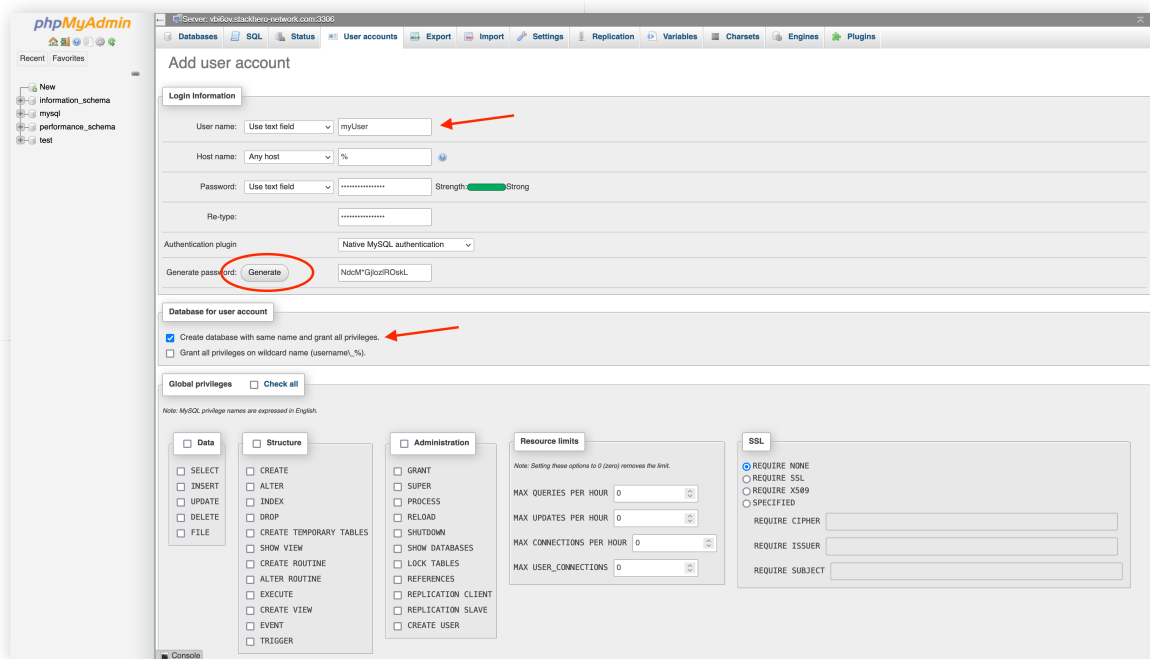 phpMyAdmin
Recent Favorites
New
information_schema
mysql
performance_schema
test
Server: vbi6ov.stackhero-network.com:3306
Databases SQL Status User accounts Export Import Settings Replication Variables Charsets Engines Plugins
Add user account
Login Information
User name: Use text field myUser
Host name: Any host %
Password: Use text field •••••••••••••••• Strength: Strong
Re-type: ••••••••••••••••
Authentication plugin Native MySQL authentication
Generate password: Generate
Database for user account
Create database with same name and grant all privileges.
Grant all privileges on wildcard name (username\_%).
Global privileges Check all
Note: MySQL privilege names are expressed in English.
Data
SELECT
INSERT
UPDATE
DELETE
FILE
Structure
CREATE
ALTER
INDEX
DROP
CREATE TEMPORARY TABLES
SHOW VIEW
CREATE ROUTINE
ALTER ROUTINE
EXECUTE
CREATE VIEW
EVENT
TRIGGER
Administration
GRANT
SUPER
PROCESS
RELOAD
SHUTDOWN
SHOW DATABASES
LOCK TABLES
REFERENCES
REPLICATION CLIENT
REPLICATION SLAVE
CREATE USER
Resource limits
Note: Setting these options to 0 (zero) removes the limit.
MAX QUERIES PER HOUR 0
MAX UPDATES PER HOUR 0
MAX CONNECTIONS PER HOUR 0
MAX USER_CONNECTIONS 0
SSL
REQUIRE NONE
REQUIRE SSL
REQUIRE X509
SPECIFIED
REQUIRE CIPHER
REQUIRE ISSUER
REQUIRE SUBJECT
Console